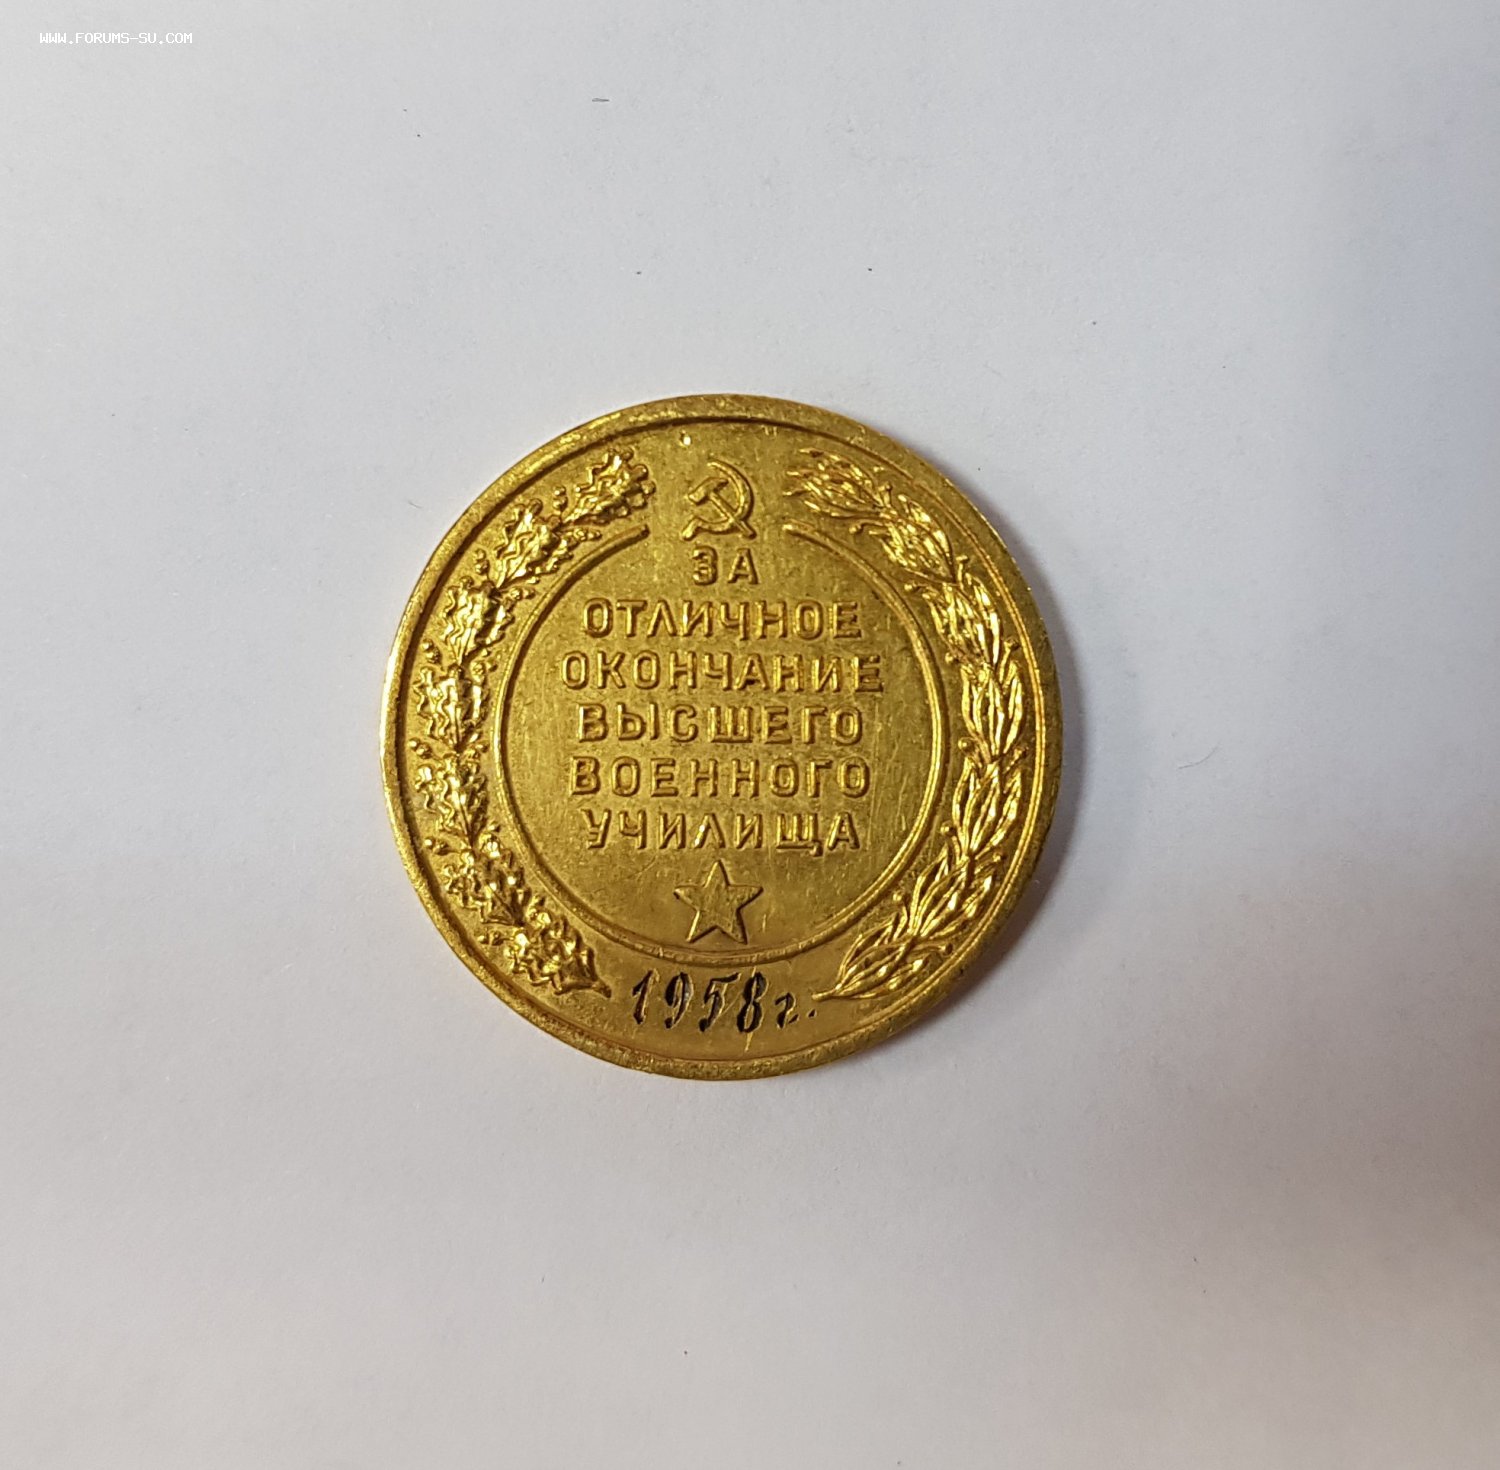 WWW.FORUMS-SU.COM
ЗА
ОТЛИЧНОЕ
ОКОНЧАНИЕ
ВЫСШЕГО
ВОЕННОГО
УЧИЛИЩА
1958г.